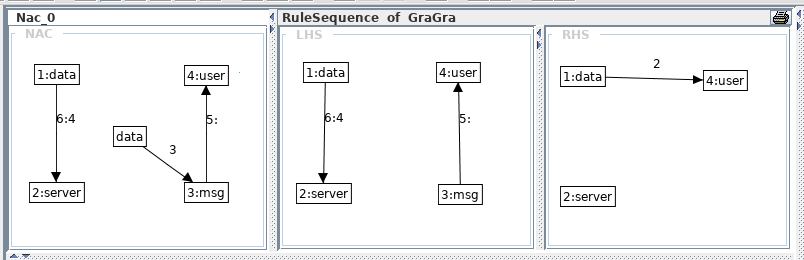 Nac_0
RuleSequence of GraGra
NAC
1:data
4:user
6:4
5:
data
3
2:server
3:msg
LHS
1:data
4:user
6:4
5:
2:server
3:msg
RHS
1:data
2
4:user
2:server